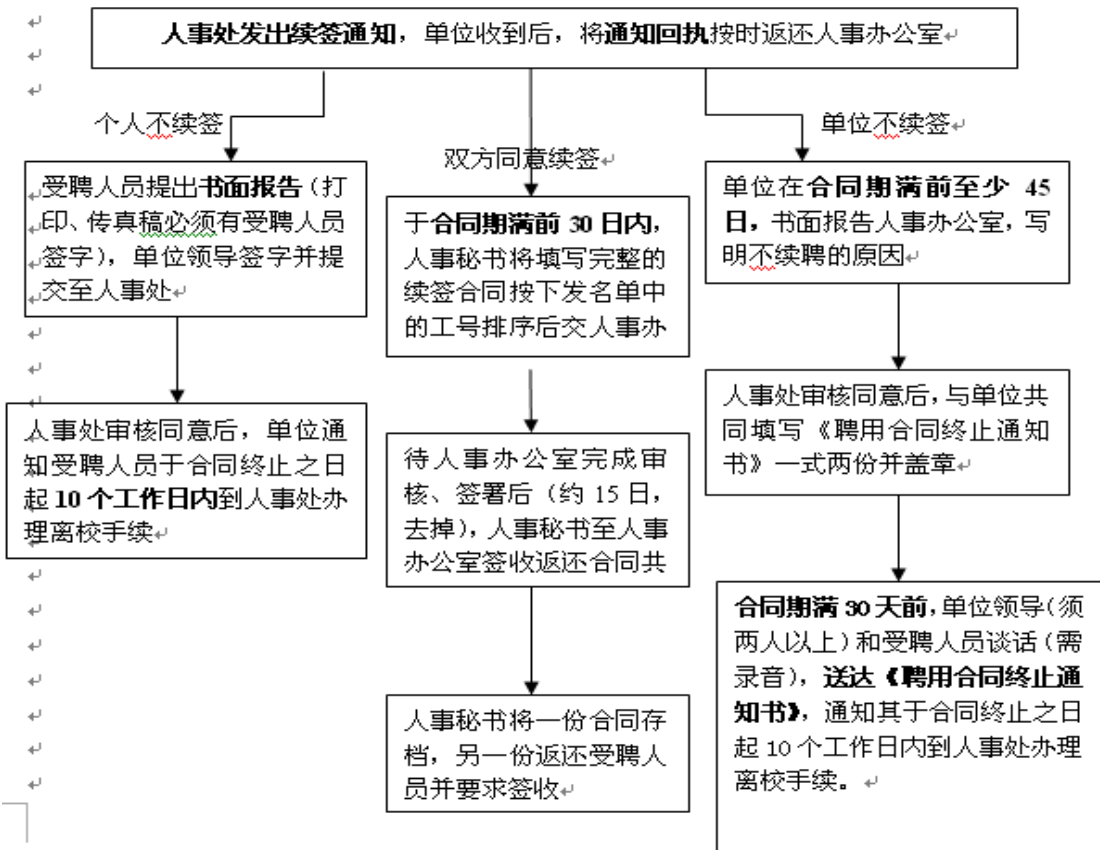 人事处发出续签通知，单位收到后，将通知回执按时返还人事办公室
个人不续签
受聘人员提出书面报告（打
印、传真稿必须有受聘人员
签字），单位领导签字并提
交至人事处
人事处审核同意后，单位通
知受聘人员于合同终止之日
起 10 个工作日内到人事处办
理离校手续
双方同意续签
于合同期满前 30 日内，
人事秘书将填写完整的
续签合同按下发名单中
的工号排序后交人事办
待人事办公室完成审
核、签署后（约 15 日，
去掉），人事秘书至人事
办公室签收返还合同共
人事秘书将一份合同存
档，另一份返还受聘人
员并要求签收
单位不续签
单位在合同期满前至少 45
日，书面报告人事办公室，写
明不续聘的原因
人事处审核同意后，与单位共
同填写《聘用合同终止通知
书》一式两份并盖章
合同期满 30 天前，单位领导（须
两人以上）和受聘人员谈话（需
录音），送达《聘用合同终止通
知书》，通知其于合同终止之日
起 10 个工作日内到人事处办理
离校手续。